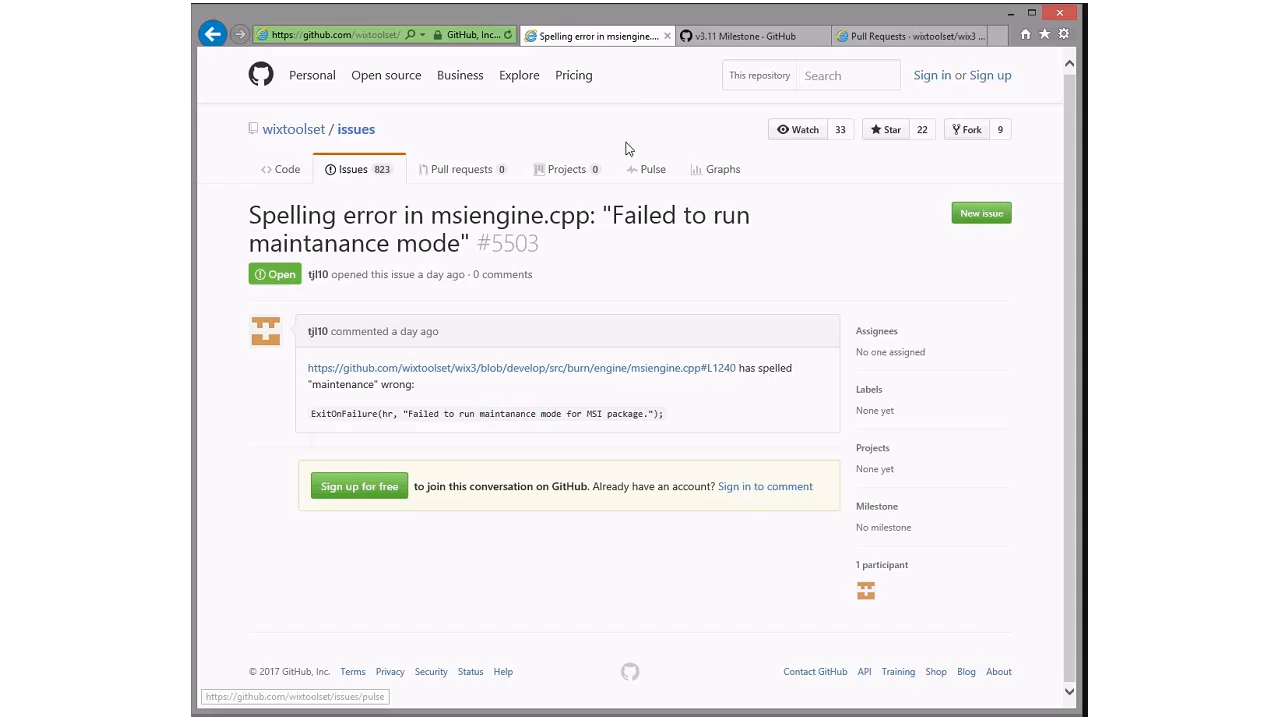 https://github.com/wixtoolset/
GitHub, Inc...
Spelling error in msiengine....
v3.11 Milestone - GitHub
Pull Requests · wixtoolset/wix3 ...
Personal
Open source
Business
Explore
Pricing
This repository
Search
Sign in or Sign up
wixtoolset / issues
Watch 33
Star 22
Fork 9
Code
Issues 823
Pull requests 0
Projects 0
Pulse
Graphs
Spelling error in msiengine.cpp: "Failed to run
maintanance mode" #5503
New issue
Open
tjl10 opened this issue a day ago · 0 comments
tjl10 commented a day ago
https://github.com/wixtoolset/wix3/blob/develop/src/burn/engine/msiengine.cpp#L1240 has spelled
"maintenance" wrong:
ExitOnFailure(hr, "Failed to run maintanance mode for MSI package.");
Sign up for free to join this conversation on GitHub. Already have an account? Sign in to comment
Assignees
No one assigned
Labels
None yet
Projects
None yet
Milestone
No milestone
1 participant
© 2017 GitHub, Inc.
Terms
Privacy
Security
Status
Help
Contact GitHub
API
Training
Shop
Blog
About
https://github.com/wixtoolset/issues/pulse